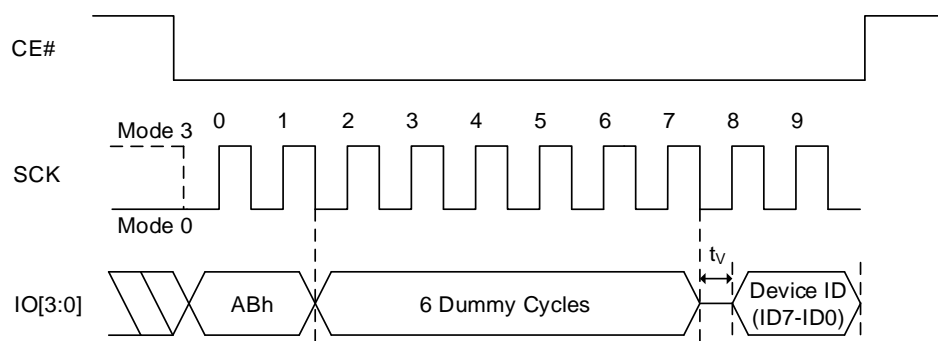 CE#
0 1 2 3 4 5 6 7 8 9
Mode 3
SCK
Mode 0
tV
IO[3:0]
ABh
6 Dummy Cycles
Device ID
(ID7-ID0)